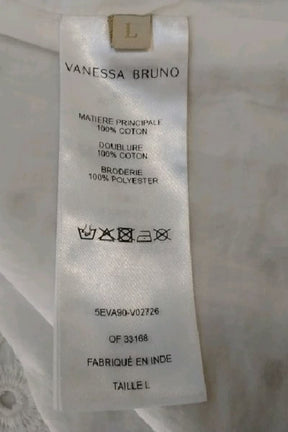 L
VANESSA BRUNO
MATIÈRE PRINCIPALE
100% COTON
DOUBLURE
100% COTON
BRODERIE
100% POLYESTER
5EVA90-V02726
OF 33168
FABRIQUÉ EN INDE
TAILLE L